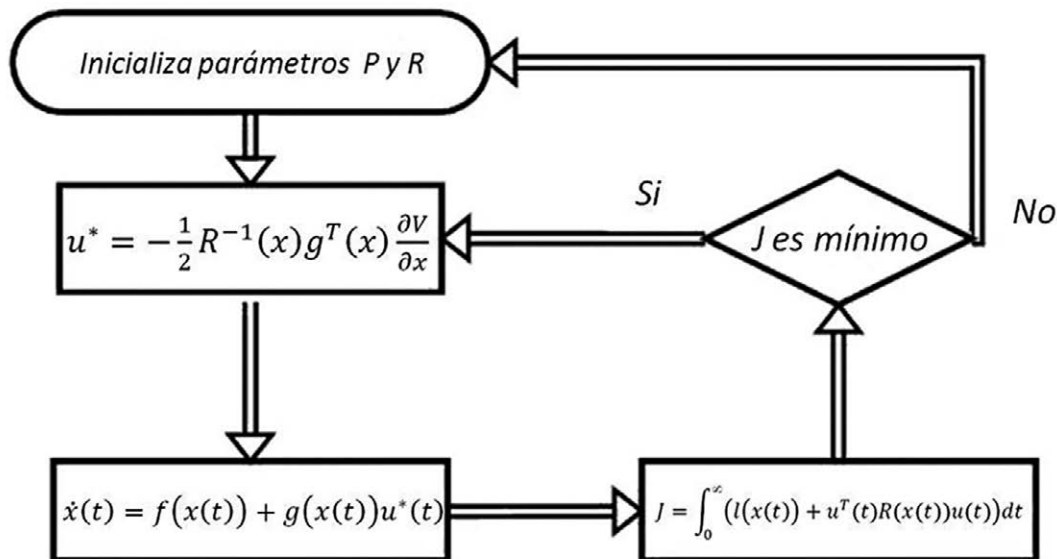 Inicializa parámetros P y R
u* = −½ R⁻¹(x)gᵀ(x) ∂V/∂x
Si
J es mínimo
No
ẋ(t) = f(x(t)) + g(x(t))u*(t)
J = ∫₀^∞ (l(x(t)) + uᵀ(t)R(x(t))u(t))dt